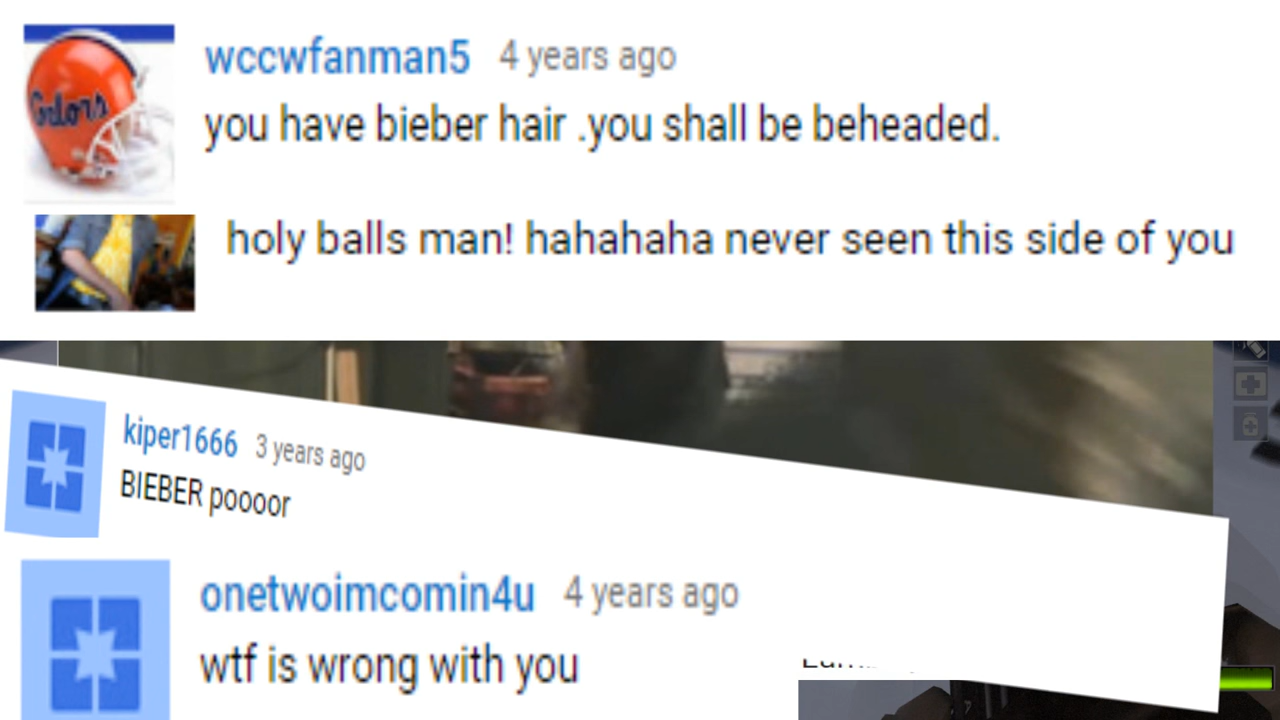 wccwfanman5 4 years ago
you have bieber hair .you shall be beheaded.
holy balls man! hahahaha never seen this side of you
kiper1666 3 years ago
BIEBER poooor
onetwoimcomin4u 4 years ago
wtf is wrong with you